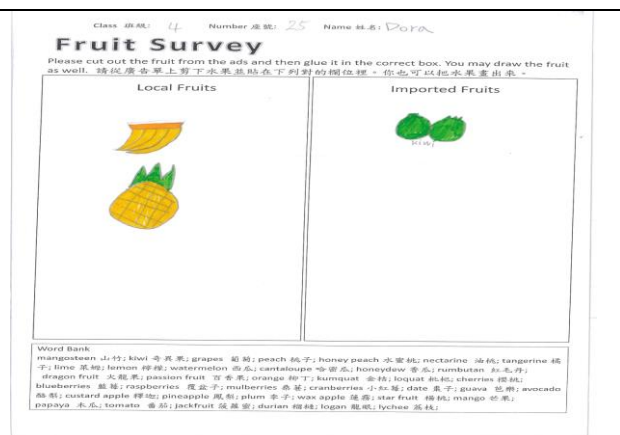 Class 班級: 4 Number 座號: 25 Name 姓名: Dora
Fruit Survey
Please cut out the fruit from the ads and then glue it in the correct box. You may draw the fruit
as well. 請從廣告單上剪下水果並貼在下列對的欄位裡。你也可以把水果畫出來。
Local Fruits
Imported Fruits
kiwi
Word Bank
mangosteen 山竹; kiwi 奇異果; grapes 葡萄; peach 桃子; honey peach 水蜜桃; nectarine 油桃; tangerine 橘
子; lime 萊姆; lemon 檸檬; watermelon 西瓜; cantaloupe 哈密瓜; honeydew 香瓜; rumbutan 紅毛丹;
dragon fruit 火龍果; passion fruit 百香果; orange 柳丁; kumquat 金桔; loquat 枇杷; cherries 櫻桃;
blueberries 藍莓; raspberries 覆盆子; mulberries 桑葚; cranberries 小紅莓; date 棗子; guava 芭樂; avocado
酪梨; custard apple 釋迦; pineapple 鳳梨; plum 李子; wax apple 蓮霧; star fruit 楊桃; mango 芒果;
papaya 木瓜; tomato 番茄; jackfruit 菠蘿蜜; durian 榴槤; longan 龍眼; lychee 荔枝;